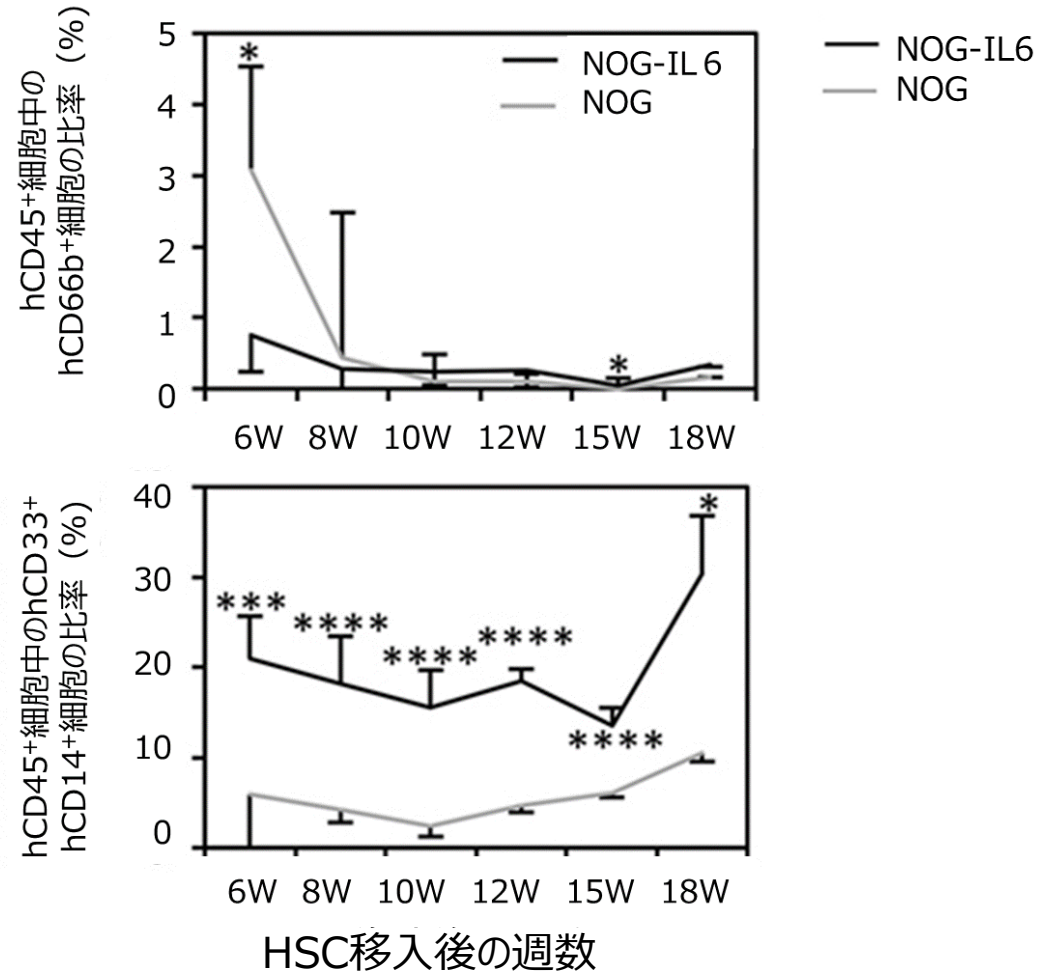 hCD45⁺細胞中の
hCD66b⁺細胞の比率（%）
5
4
3
2
1
0
*
*
NOG-IL６
NOG
NOG-IL6
NOG
6W 8W 10W 12W 15W 18W
hCD45⁺細胞中のhCD33⁺
hCD14⁺細胞の比率（%）
40
30
20
10
0
***
****
****
****
****
*
6W 8W 10W 12W 15W 18W
HSC移入後の週数